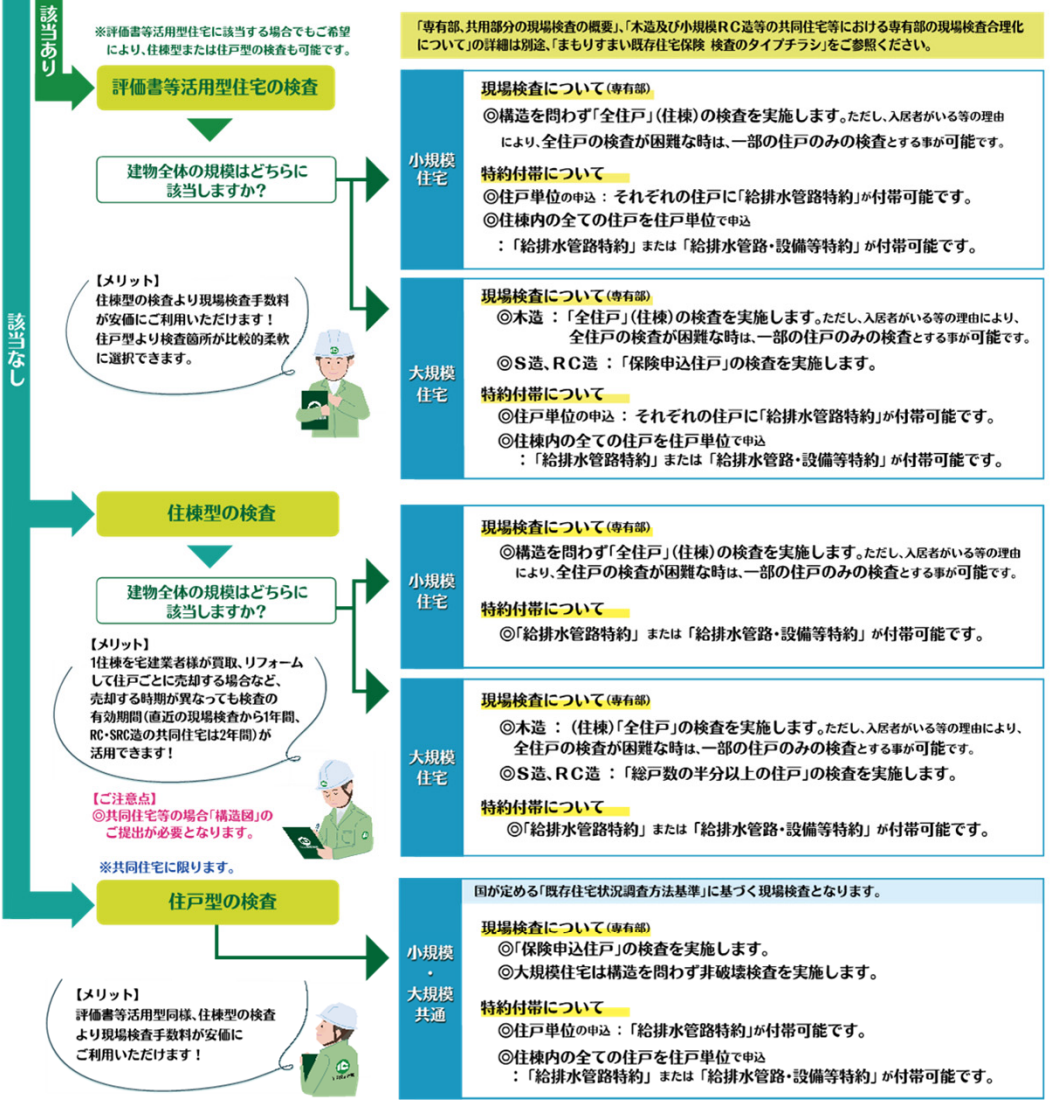 該当あり
※評価書等活用型住宅に該当する場合でもご希望
により、住棟型または住戸型の検査も可能です。
評価書等活用型住宅の検査
建物全体の規模はどちらに
該当しますか？
【メリット】
住棟型の検査より現場検査手数料
が安価にご利用いただけます！
住戸型より検査箇所が比較的柔軟
に選択できます。
「専有部、共用部分の現場検査の概要」、「木造及び小規模ＲＣ造等の共同住宅等における専有部の現場検査合理化
について」の詳細は別途、「まもりすまい既存住宅保険 検査のタイプチラシ」をご参照ください。
小規模
住宅
現場検査について(専有部)
◎構造を問わず「全住戸」(住棟)の検査を実施します。ただし、入居者がいる等の理由
により、全住戸の検査が困難な時は、一部の住戸のみの検査とする事が可能です。
特約付帯について
◎住戸単位の申込：それぞれの住戸に「給排水管路特約」が付帯可能です。
◎住棟内の全ての住戸を住戸単位で申込
：「給排水管路特約」または「給排水管路・設備等特約」が付帯可能です。
大規模
住宅
現場検査について(専有部)
◎木造：「全住戸」(住棟)の検査を実施します。ただし、入居者がいる等の理由により、
全住戸の検査が困難な時は、一部の住戸のみの検査とする事が可能です。
◎Ｓ造、ＲＣ造：「保険申込住戸」の検査を実施します。
特約付帯について
◎住戸単位の申込：それぞれの住戸に「給排水管路特約」が付帯可能です。
◎住棟内の全ての住戸を住戸単位で申込
：「給排水管路特約」または「給排水管路・設備等特約」が付帯可能です。
該当なし
住棟型の検査
建物全体の規模はどちらに
該当しますか？
【メリット】
1住棟を宅建業者様が買取、リフォーム
して住戸ごとに売却する場合など、
売却する時期が異なっても検査の
有効期間(直近の現場検査から1年間、
RC・SRC造の共同住宅は2年間)が
活用できます！
【ご注意点】
◎共同住宅等の場合「構造図」の
ご提出が必要となります。
小規模
住宅
現場検査について(専有部)
◎構造を問わず「全住戸」(住棟)の検査を実施します。ただし、入居者がいる等の理由
により、全住戸の検査が困難な時は、一部の住戸のみの検査とする事が可能です。
特約付帯について
◎「給排水管路特約」または「給排水管路・設備等特約」が付帯可能です。
大規模
住宅
現場検査について(専有部)
◎木造：(住棟)「全住戸」の検査を実施します。ただし、入居者がいる等の理由により、
全住戸の検査が困難な時は、一部の住戸のみの検査とする事が可能です。
◎Ｓ造、ＲＣ造：「総戸数の半分以上の住戸」の検査を実施します。
特約付帯について
◎「給排水管路特約」または「給排水管路・設備等特約」が付帯可能です。
※共同住宅に限ります。
住戸型の検査
【メリット】
評価書等活用型同様、住棟型の検査
より現場検査手数料が安価に
ご利用いただけます！
小規模
・
大規模
共通
国が定める「既存住宅状況調査方法基準」に基づく現場検査となります。
現場検査について(専有部)
◎「保険申込住戸」の検査を実施します。
◎大規模住宅は構造を問わず非破壊検査を実施します。
特約付帯について
◎住戸単位の申込：「給排水管路特約」が付帯可能です。
◎住棟内の全ての住戸を住戸単位で申込
：「給排水管路特約」または「給排水管路・設備等特約」が付帯可能です。